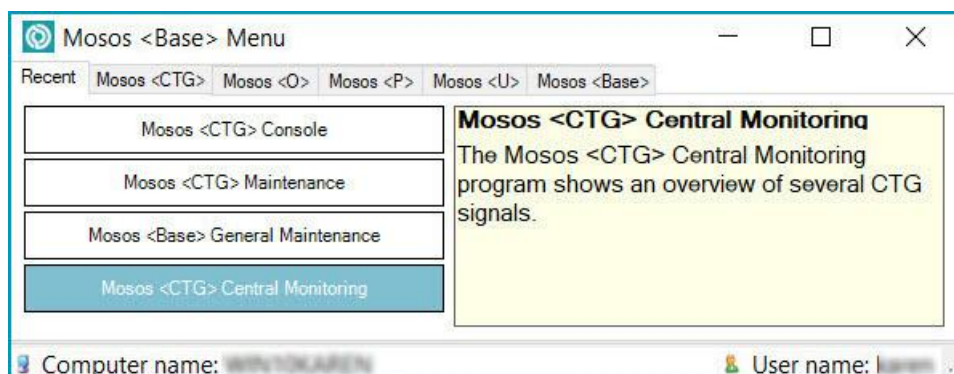 Mosos <Base> Menu
Recent Mosos <CTG> Mosos <O> Mosos <P> Mosos <U> Mosos <Base>
Mosos <CTG> Console
Mosos <CTG> Maintenance
Mosos <Base> General Maintenance
Mosos <CTG> Central Monitoring
Mosos <CTG> Central Monitoring
The Mosos <CTG> Central Monitoring
program shows an overview of several CTG
signals.
Computer name:
User name: